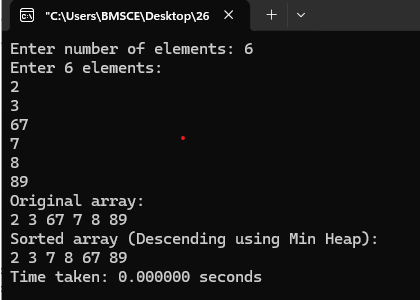 "C:\Users\BMSCE\Desktop\26
Enter number of elements: 6
Enter 6 elements:
2
3
67
7
8
89
Original array:
2 3 67 7 8 89
Sorted array (Descending using Min Heap):
2 3 7 8 67 89
Time taken: 0.000000 seconds